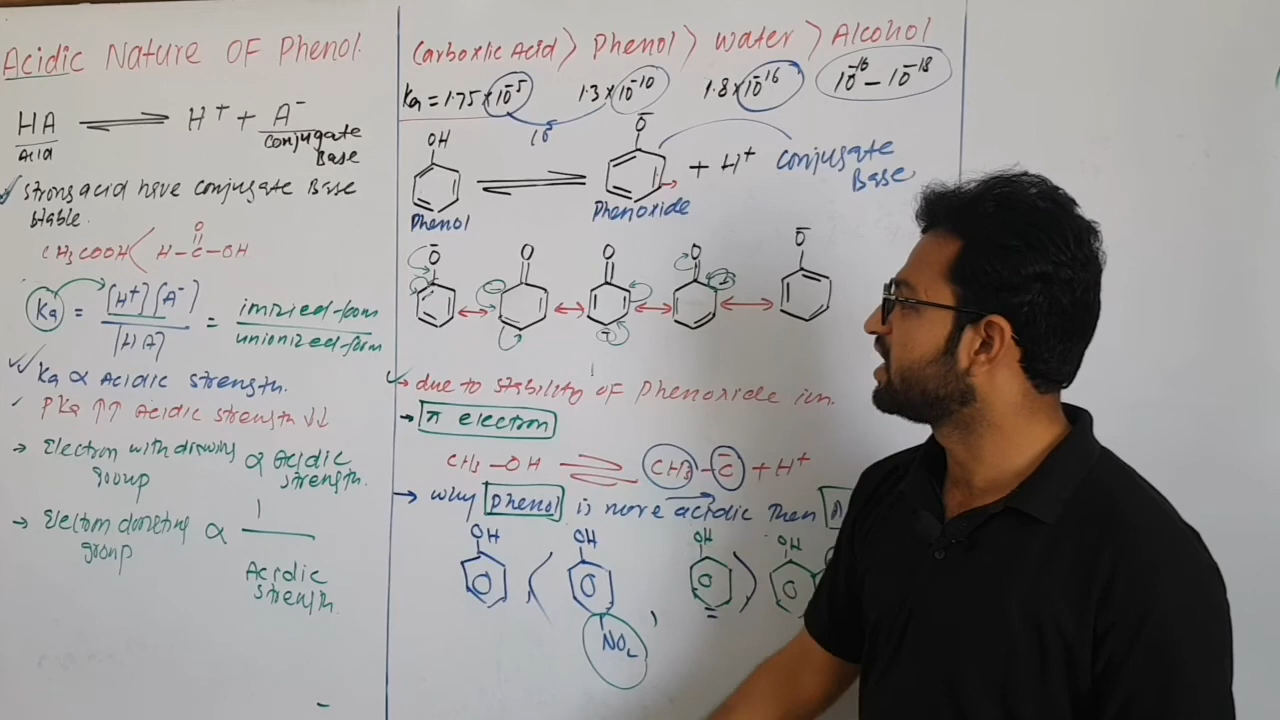 Acidic Nature OF Phenol.
HA ⇌ H⁺ + A⁻
Acid
Conjugate
Base
✓ strong acid have conjugate Base
stable.
CH₃COOH < H-C-OH
O
Ka = [H⁺][A⁻] / [HA] = imized-form / unionized-form
✓✓ Ka ∝ Acidic strength.
✓ PKa ↑↑ Acidic strength ↓↓
→ Electron with drawing group ∝ Acidic strength.
→ Electron donating group ∝ 1 / Acidic strength.
Carboxlic Acid > Phenol > Water > Alcohol
Ka = 1.75×10⁻⁵ 1.3×10⁻¹⁰ 1.8×10⁻¹⁶ 10⁻¹⁶ – 10⁻¹⁸
10⁵
OH ⇌ O⁻ + H⁺ conjugate
Base
Phenol Phenoxide
O⁻ ↔ O ↔ O ↔ O ↔ O⁻
→ due to stability of Phenoxide ion.
→ π electron
CH₃-OH ⇌ CH₃-C⁻ + H⁺
→ why phenol is more acidic then
OH < OH , OH > OH
NO₂